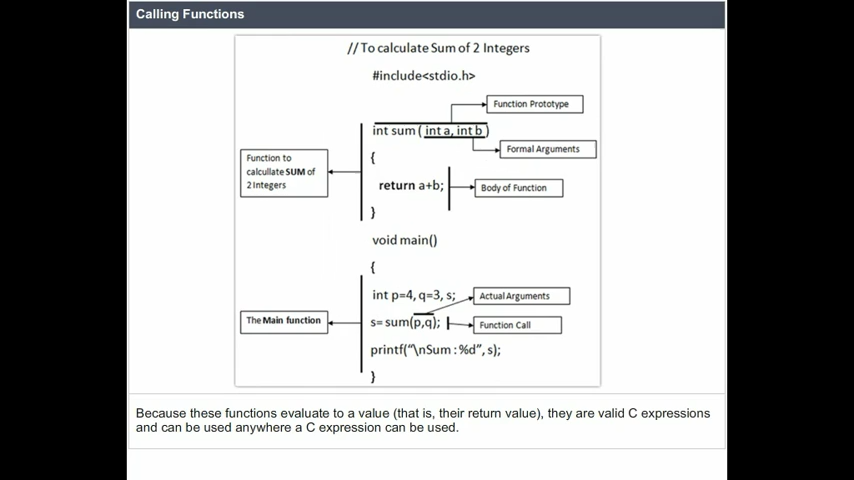 Calling Functions
//To calculate Sum of 2 Integers
#include<stdio.h>
Function Prototype
int sum ( int a, int b )
Formal Arguments
{
Function to
calcullate SUM of
2 Integers
return a+b;
Body of Function
}
void main()
{
int p=4, q=3, s;
Actual Arguments
The Main function
s= sum(p,q);
Function Call
printf("\nSum :%d", s);
}
Because these functions evaluate to a value (that is, their return value), they are valid C expressions
and can be used anywhere a C expression can be used.